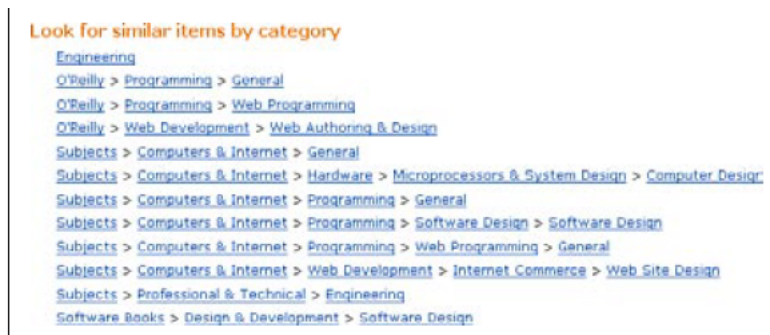 Look for similar items by category
Engineering
O'Reilly > Programming > General
O'Reilly > Programming > Web Programming
O'Reilly > Web Development > Web Authoring & Design
Subjects > Computers & Internet > General
Subjects > Computers & Internet > Hardware > Microprocessors & System Design > Computer Design
Subjects > Computers & Internet > Programming > General
Subjects > Computers & Internet > Programming > Software Design > Software Design
Subjects > Computers & Internet > Programming > Web Programming > General
Subjects > Computers & Internet > Web Development > Internet Commerce > Web Site Design
Subjects > Professional & Technical > Engineering
Software Books > Design & Development > Software Design